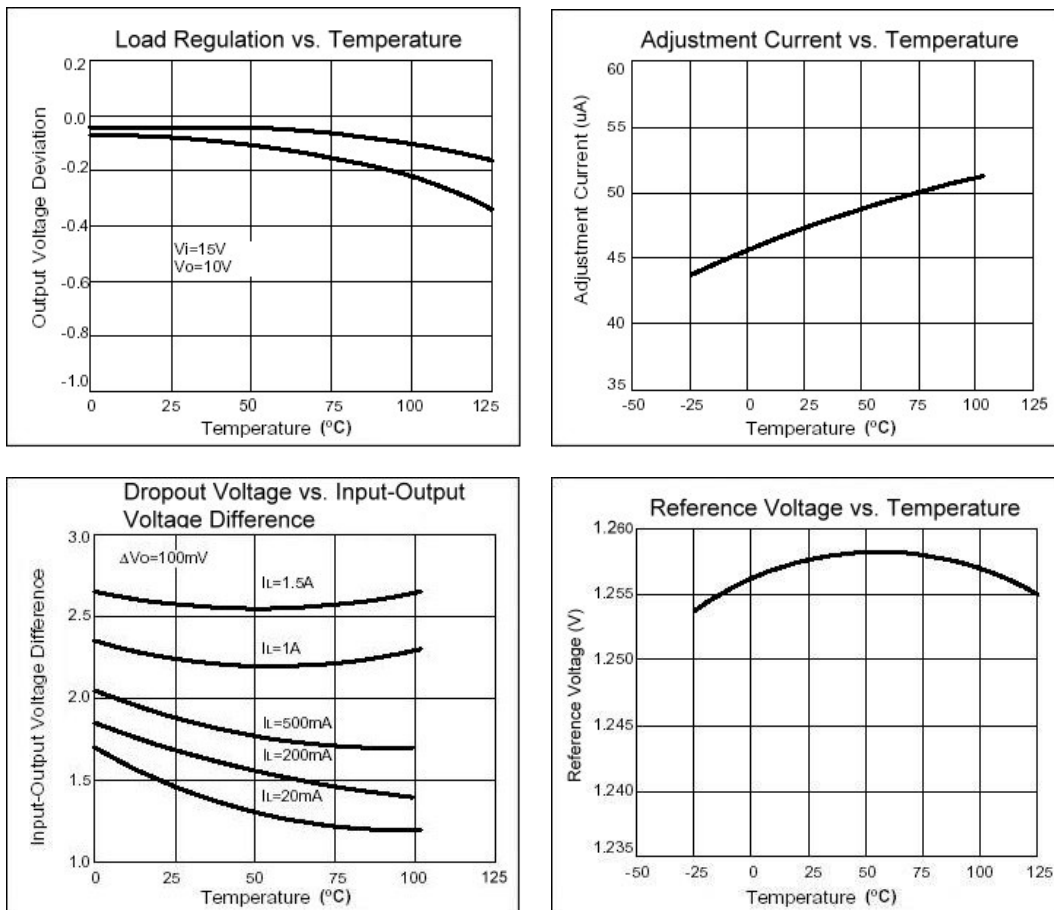 Load Regulation vs. Temperature
Output Voltage Deviation
0.2
0.0
-0.2
-0.4
-0.6
-0.8
-1.0
Vi=15V
Vo=10V
0 25 50 75 100 125
Temperature (ºC)
Adjustment Current vs. Temperature
Adjustment Current (uA)
60
55
50
45
40
35
-50 -25 0 25 50 75 100 125
Temperature (ºC)
Dropout Voltage vs. Input-Output
Voltage Difference
Input-Output Voltage Difference
3.0
2.5
2.0
1.5
1.0
ΔVo=100mV
IL=1.5A
IL=1A
IL=500mA
IL=200mA
IL=20mA
0 25 50 75 100 125
Temperature (ºC)
Reference Voltage vs. Temperature
Reference Voltage (V)
1.260
1.255
1.250
1.245
1.240
1.235
-50 -25 0 25 50 75 100 125
Temperature (ºC)